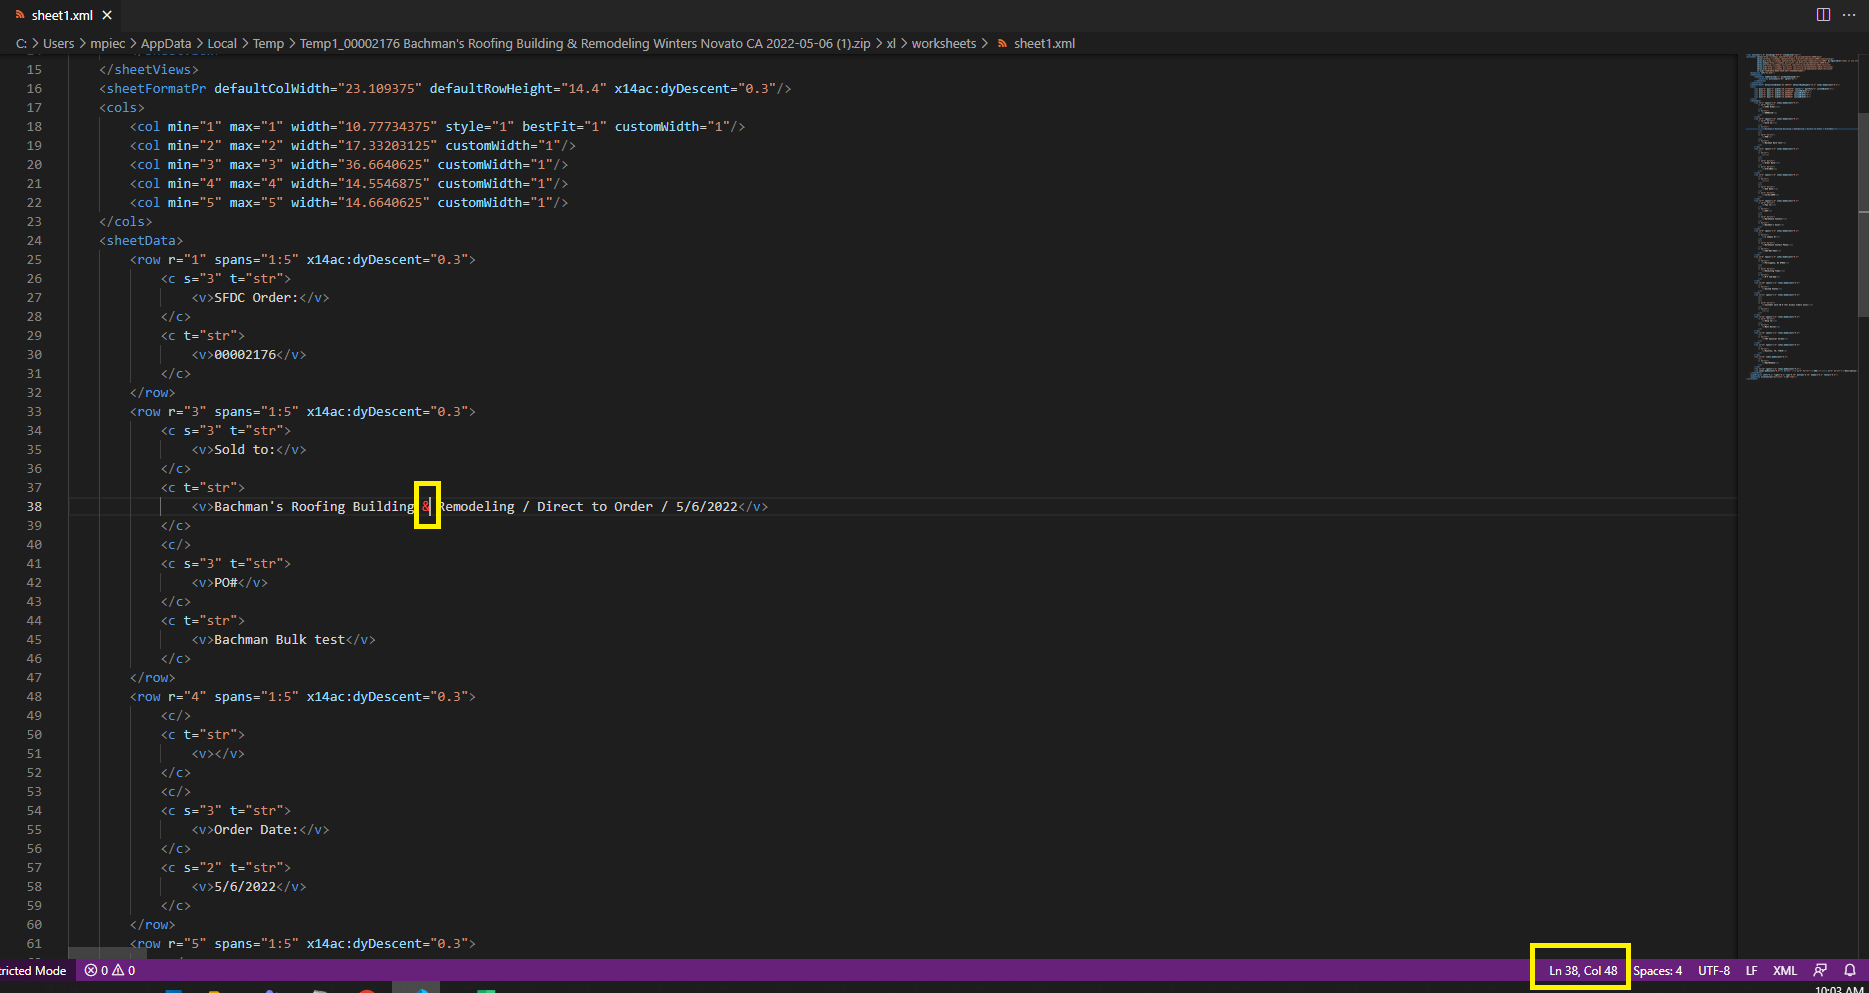 sheet1.xml
C: > Users > mpiec > AppData > Local > Temp > Temp1_00002176 Bachman's Roofing Building & Remodeling Winters Novato CA 2022-05-06 (1).zip > xl > worksheets > sheet1.xml
15 </sheetViews>
16 <sheetFormatPr defaultColWidth="23.109375" defaultRowHeight="14.4" x14ac:dyDescent="0.3"/>
17 <cols>
18 <col min="1" max="1" width="10.77734375" style="1" bestFit="1" customWidth="1"/>
19 <col min="2" max="2" width="17.33203125" customWidth="1"/>
20 <col min="3" max="3" width="36.6640625" customWidth="1"/>
21 <col min="4" max="4" width="14.5546875" customWidth="1"/>
22 <col min="5" max="5" width="14.6640625" customWidth="1"/>
23 </cols>
24 <sheetData>
25 <row r="1" spans="1:5" x14ac:dyDescent="0.3">
26 <c s="3" t="str">
27 <v>SFDC Order:</v>
28 </c>
29 <c t="str">
30 <v>00002176</v>
31 </c>
32 </row>
33 <row r="3" spans="1:5" x14ac:dyDescent="0.3">
34 <c s="3" t="str">
35 <v>Sold to:</v>
36 </c>
37 <c t="str">
38 <v>Bachman's Roofing Building & Remodeling / Direct to Order / 5/6/2022</v>
39 </c>
40 <c/>
41 <c s="3" t="str">
42 <v>PO#</v>
43 </c>
44 <c t="str">
45 <v>Bachman Bulk test</v>
46 </c>
47 </row>
48 <row r="4" spans="1:5" x14ac:dyDescent="0.3">
49 <c/>
50 <c t="str">
51 <v></v>
52 </c>
53 <c/>
54 <c s="3" t="str">
55 <v>Order Date:</v>
56 </c>
57 <c s="2" t="str">
58 <v>5/6/2022</v>
59 </c>
60 </row>
61 <row r="5" spans="1:5" x14ac:dyDescent="0.3">
tricted Mode 0 0 Ln 38, Col 48 Spaces: 4 UTF-8 LF XML
10:03 AM